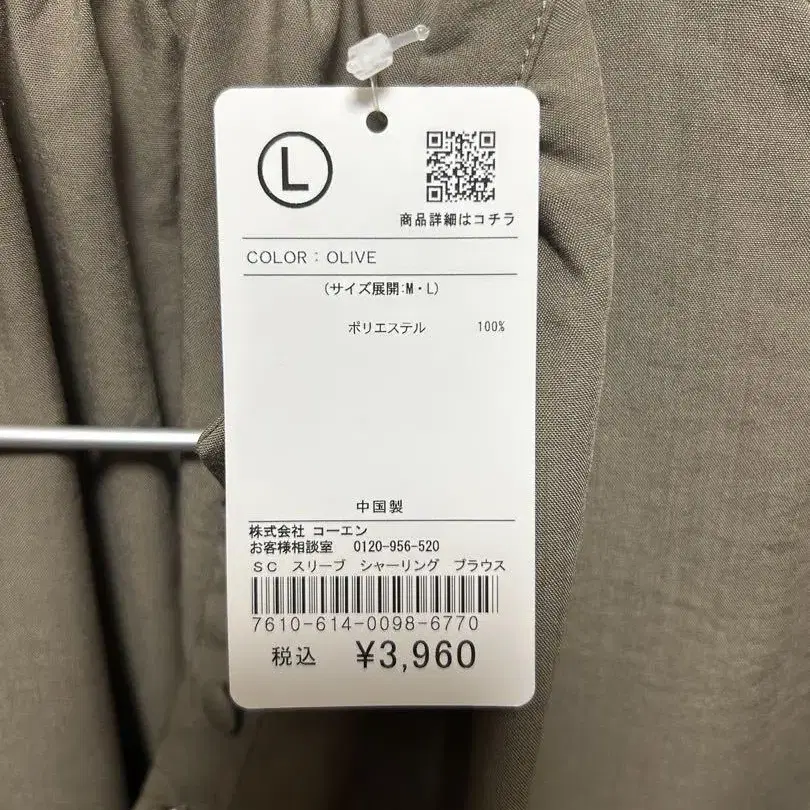 L
商品詳細はコチラ
COLOR：OLIVE
(サイズ展開:M・L)
ポリエステル 100%
中国製
株式会社 コーエン
お客様相談室 0120-956-520
ＳＣ スリーブ シャーリング ブラウス
7610-614-0098-6770
税込 ¥3,960